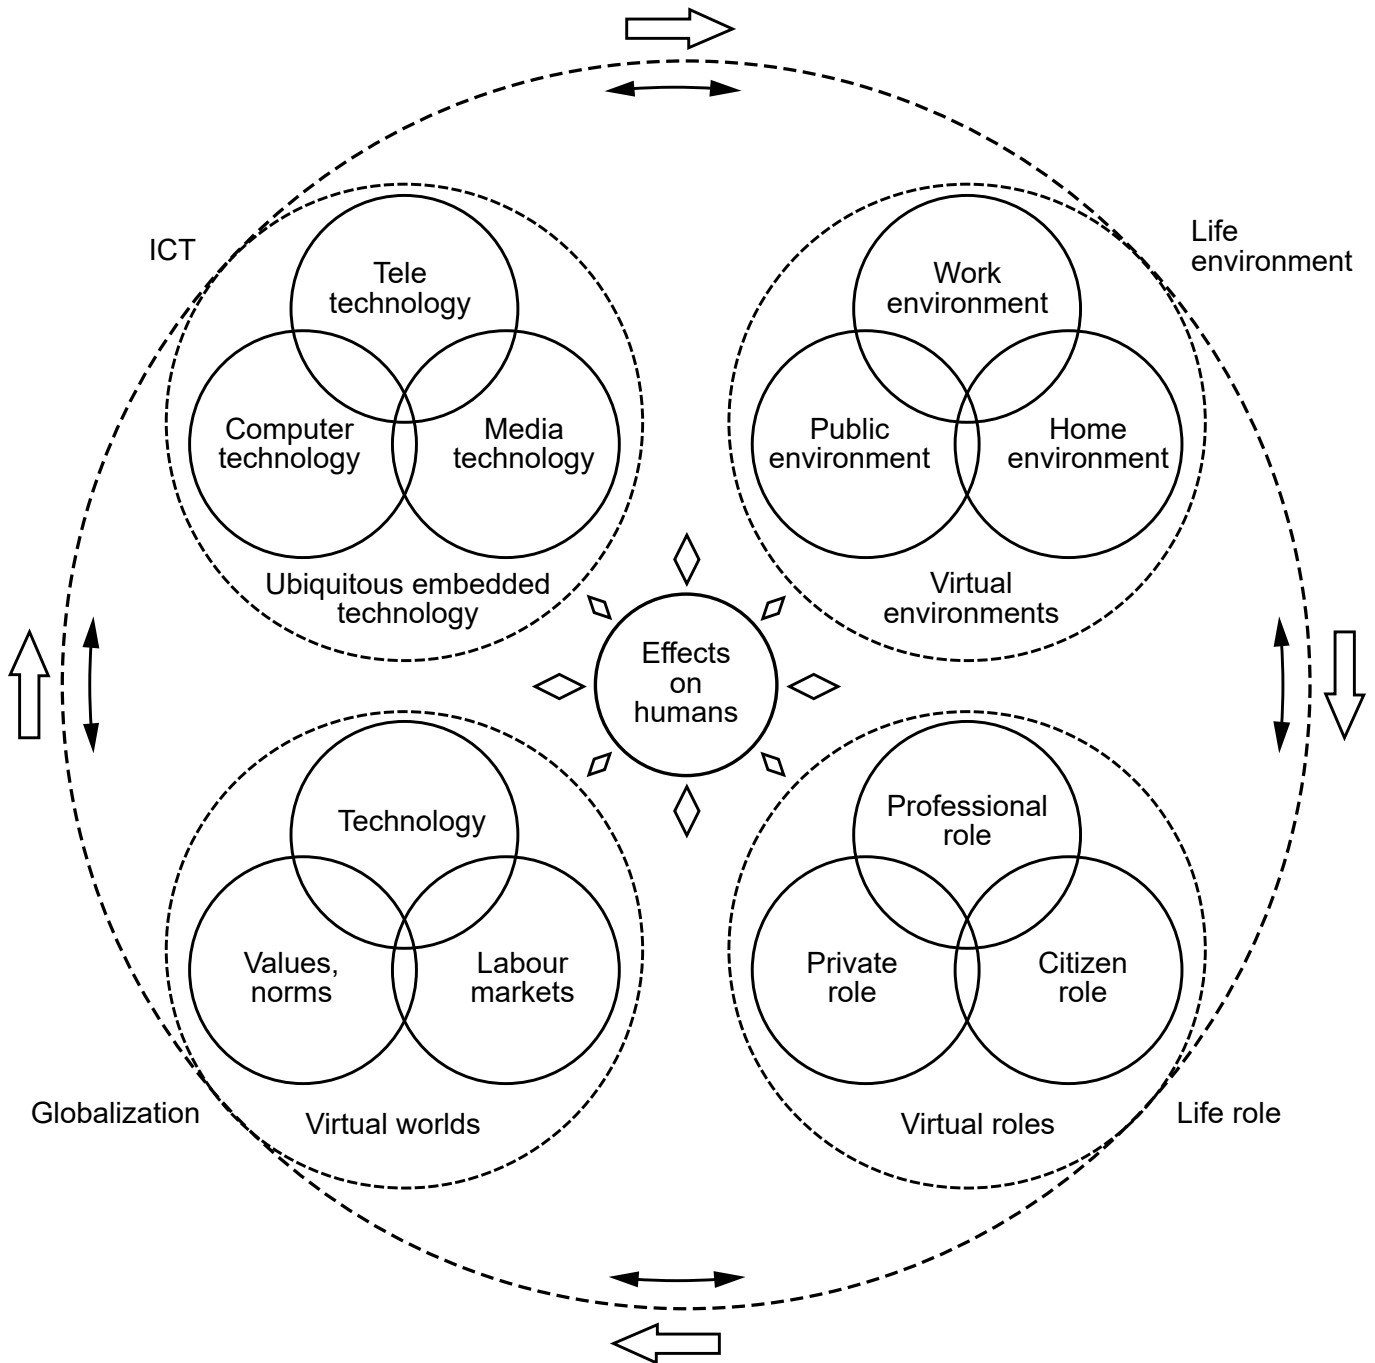 ICT
Life
environment
Tele
technology
Computer
technology
Media
technology
Ubiquitous embedded
technology
Work
environment
Public
environment
Home
environment
Virtual
environments
Effects
on
humans
Technology
Values,
norms
Labour
markets
Virtual worlds
Globalization
Professional
role
Private
role
Citizen
role
Virtual roles
Life role